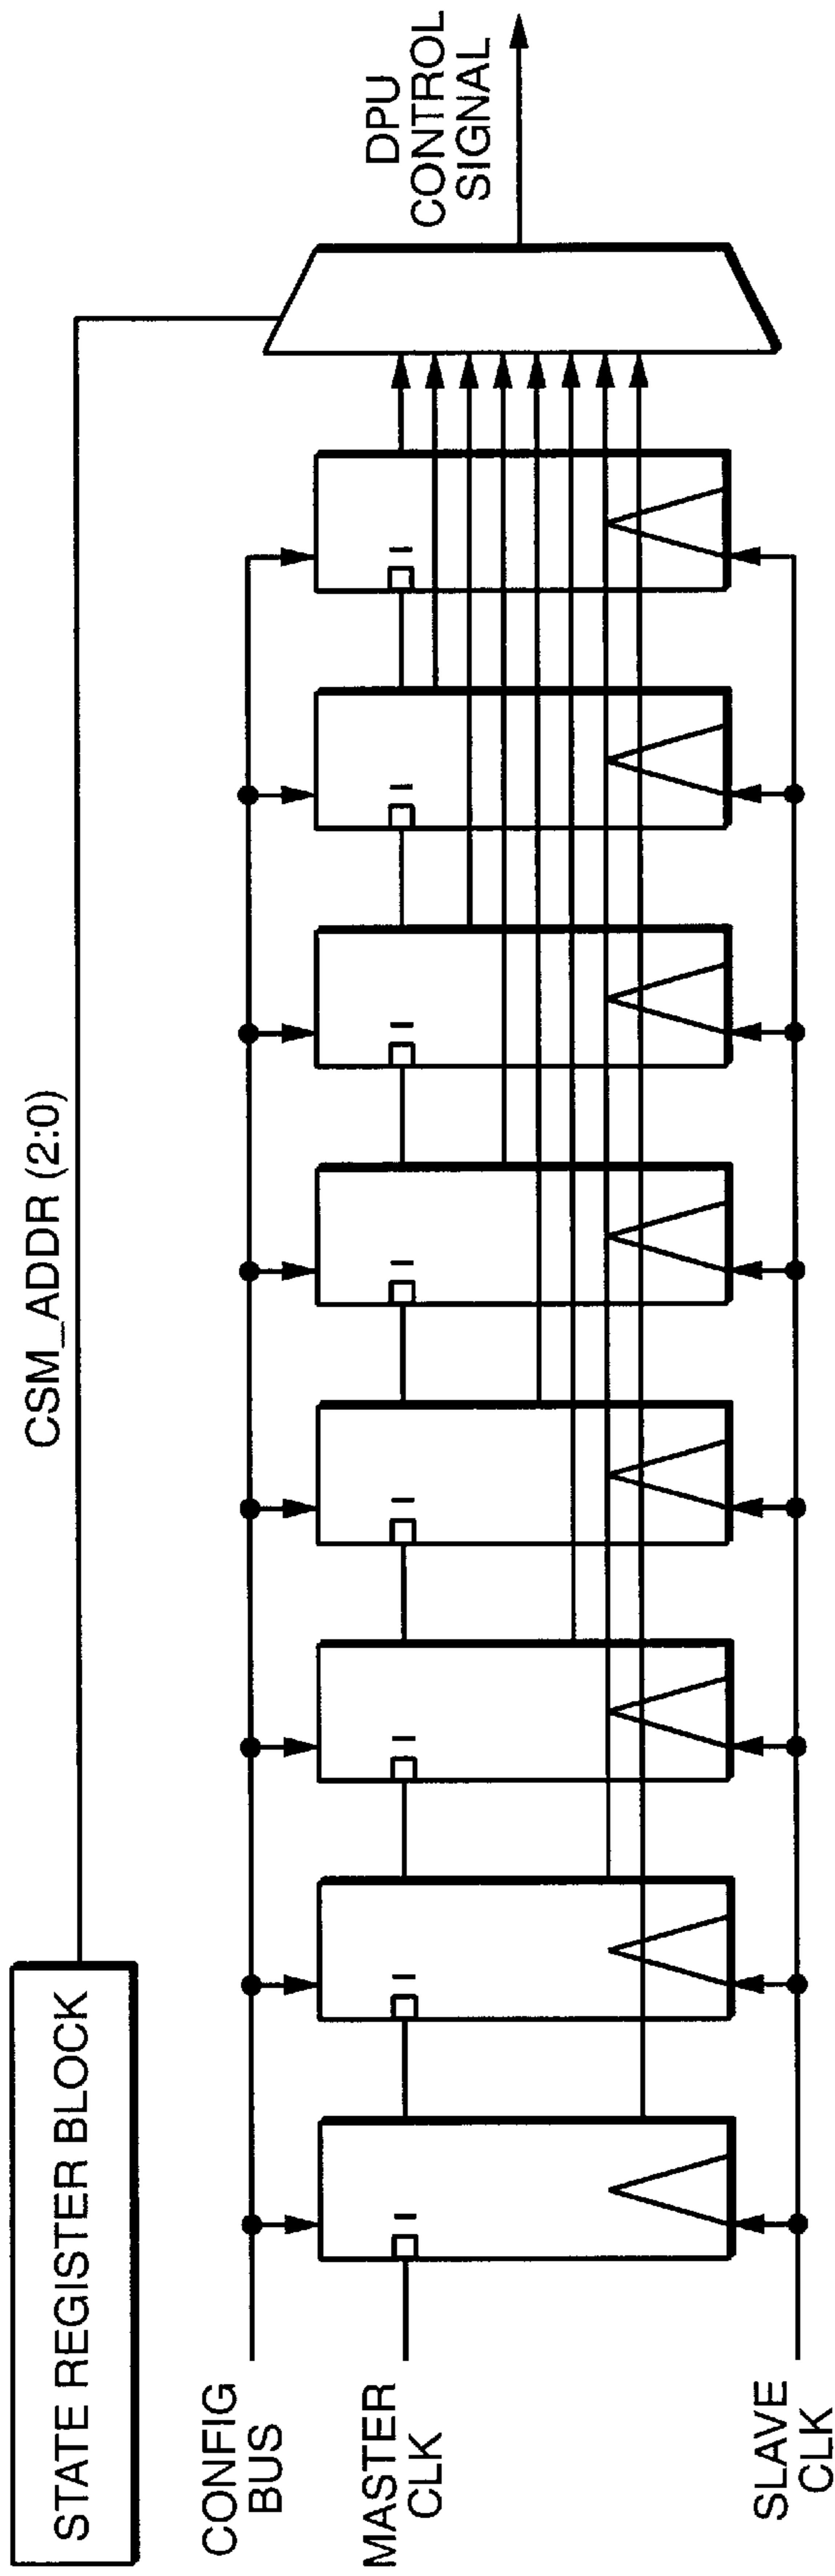 STATE REGISTER BLOCK
CSM_ADDR (2:0)
CONFIG
BUS
MASTER
CLK
SLAVE
CLK
DPU
CONTROL
SIGNAL